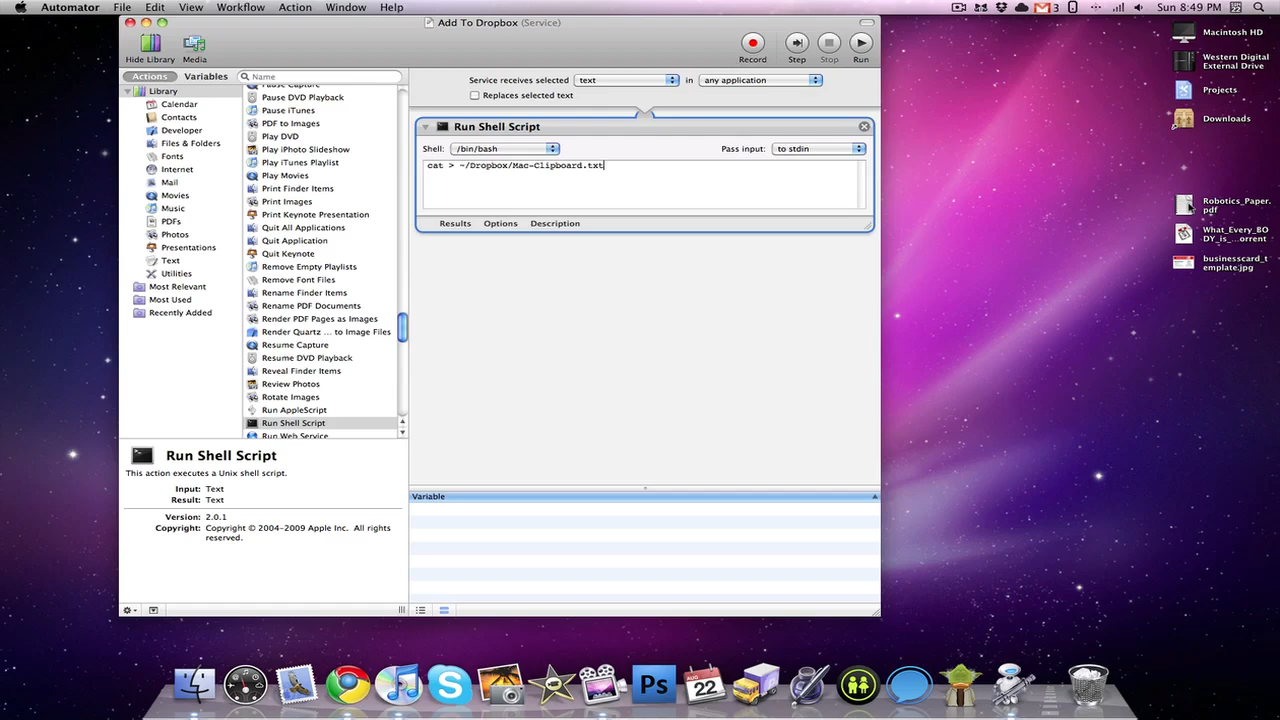 Automator File Edit View Workflow Action Window Help
3 Sun 8:49 PM
Add To Dropbox (Service)
Hide Library Media
Record Step Stop Run
Actions Variables Name
Library
Calendar
Contacts
Developer
Files & Folders
Fonts
Internet
Mail
Movies
Music
PDFs
Photos
Presentations
Text
Utilities
Most Relevant
Most Used
Recently Added
Pause Capture
Pause DVD Playback
Pause iTunes
PDF to Images
Play DVD
Play iPhoto Slideshow
Play iTunes Playlist
Play Movies
Print Finder Items
Print Images
Print Keynote Presentation
Quit All Applications
Quit Application
Quit Keynote
Remove Empty Playlists
Remove Font Files
Rename Finder Items
Rename PDF Documents
Render PDF Pages as Images
Render Quartz ... to Image Files
Resume Capture
Resume DVD Playback
Reveal Finder Items
Review Photos
Rotate Images
Run AppleScript
Run Shell Script
Run Web Service
Service receives selected text in any application
Replaces selected text
Run Shell Script
Shell: /bin/bash Pass input: to stdin
cat > ~/Dropbox/Mac-Clipboard.txt
Results Options Description
Run Shell Script
This action executes a Unix shell script.
Input: Text
Result: Text
Version: 2.0.1
Copyright: Copyright © 2004-2009 Apple Inc. All rights
reserved.
Variable
Macintosh HD
Western Digital
External Drive
Projects
Downloads
Robotics_Paper.
pdf
What_Every_BO
DY_is_...orrent
businesscard_t
emplate.jpg
Ps
AUG
22